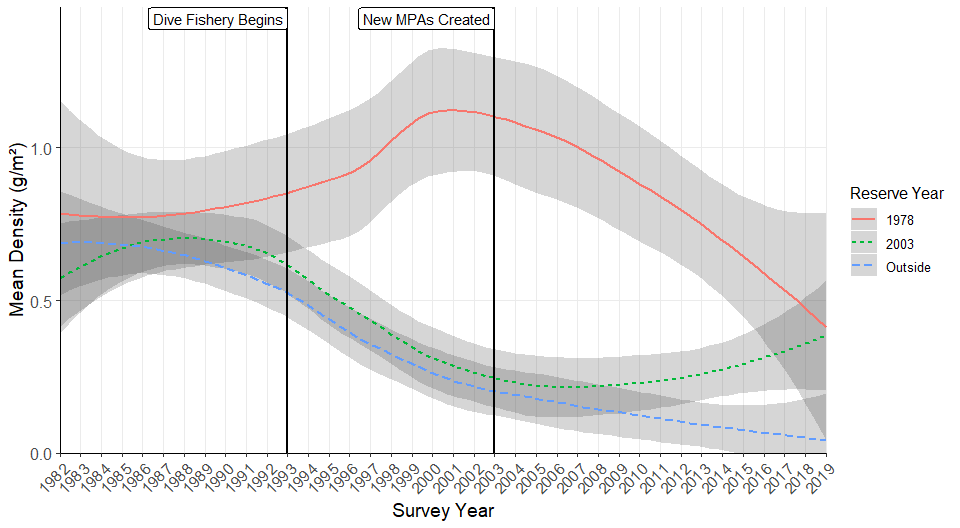 Dive Fishery Begins
New MPAs Created
Mean Density (g/m²)
1.0
0.5
0.0
1982 1983 1984 1985 1986 1987 1988 1989 1990 1991 1992 1993 1994 1995 1996 1997 1998 1999 2000 2001 2002 2003 2004 2005 2006 2007 2008 2009 2010 2011 2012 2013 2014 2015 2016 2017 2018 2019
Survey Year
Reserve Year
1978
2003
Outside